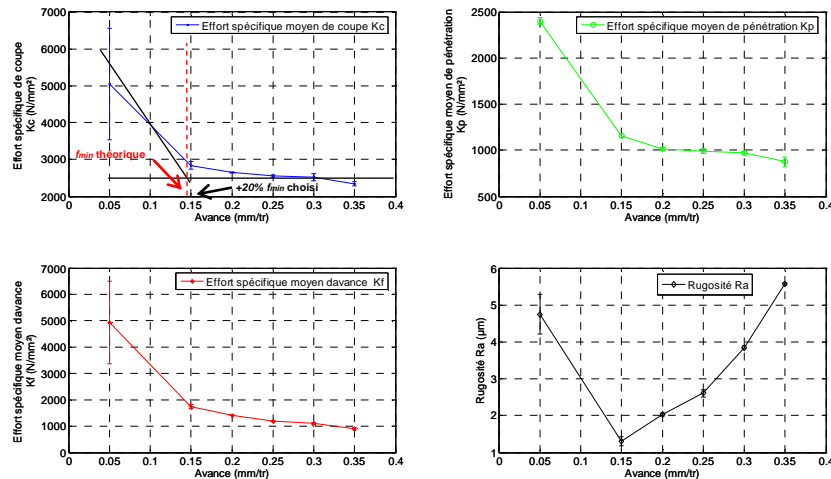 7000
6000
5000
4000
3000
2000
0 0.05 0.1 0.15 0.2 0.25 0.3 0.35 0.4
Avance (mm/tr)
Effort spécifique de coupe
Kc (N/mm²)
Effort spécifique moyen de coupe Kc
fmin théorique
+20% fmin choisi
2500
2000
1500
1000
500
0 0.05 0.1 0.15 0.2 0.25 0.3 0.35 0.4
Avance (mm/tr)
Effort spécifique moyen de pénétration
Kp (N/mm²)
Effort spécifique moyen de pénétration Kp
7000
6000
5000
4000
3000
2000
1000
0
0 0.05 0.1 0.15 0.2 0.25 0.3 0.35 0.4
Avance (mm/tr)
Effort spécifique moyen davance
Kf (N/mm²)
Effort spécifique moyen davance Kf
6
5
4
3
2
1
0 0.05 0.1 0.15 0.2 0.25 0.3 0.35 0.4
Avance (mm/tr)
Rugosité Ra (µm)
Rugosité Ra